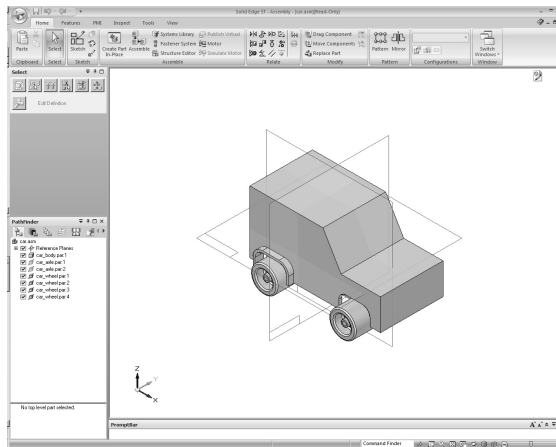 Solid Edge ST - Assembly - [car.asm(Read-Only)]
Home Features PMI Inspect Tools View
Paste
Select
Sketch
Create Part In-Place
Assemble
Systems Library
Publish Virtual
Fastener System
Motor
Structure Editor
Simulate Motor
Drag Component
Move Components
Replace Part
Pattern
Mirror
Switch Windows
Clipboard Select Sketch Assemble Relate Modify Pattern Configurations Window
Select
Edit Definition
PathFinder
car.asm
Reference Planes
car_body.par:1
car_axle.par:1
car_axle.par:2
car_wheel.par:1
car_wheel.par:2
car_wheel.par:3
car_wheel.par:4
Z
Y
X
No top level part selected.
PromptBar
Command Finder